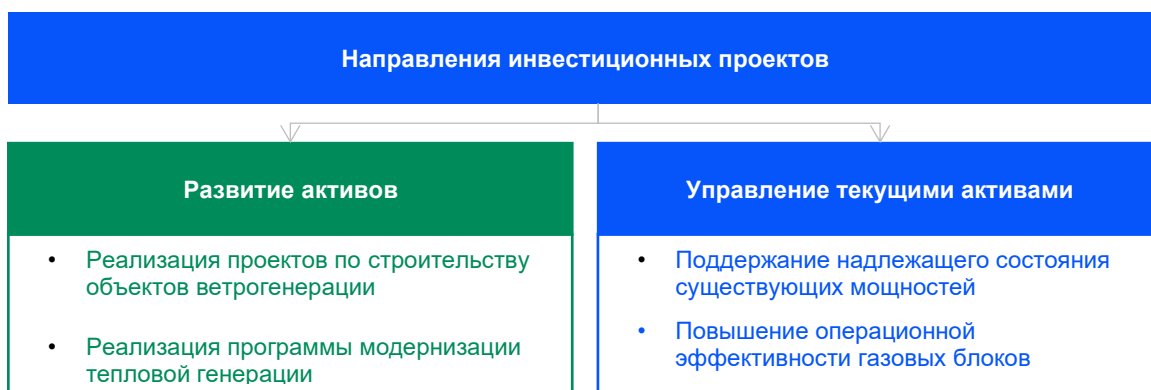 Направления инвестиционных проектов
Развитие активов
• Реализация проектов по строительству
объектов ветрогенерации
• Реализация программы модернизации
тепловой генерации
Управление текущими активами
• Поддержание надлежащего состояния
существующих мощностей
• Повышение операционной
эффективности газовых блоков